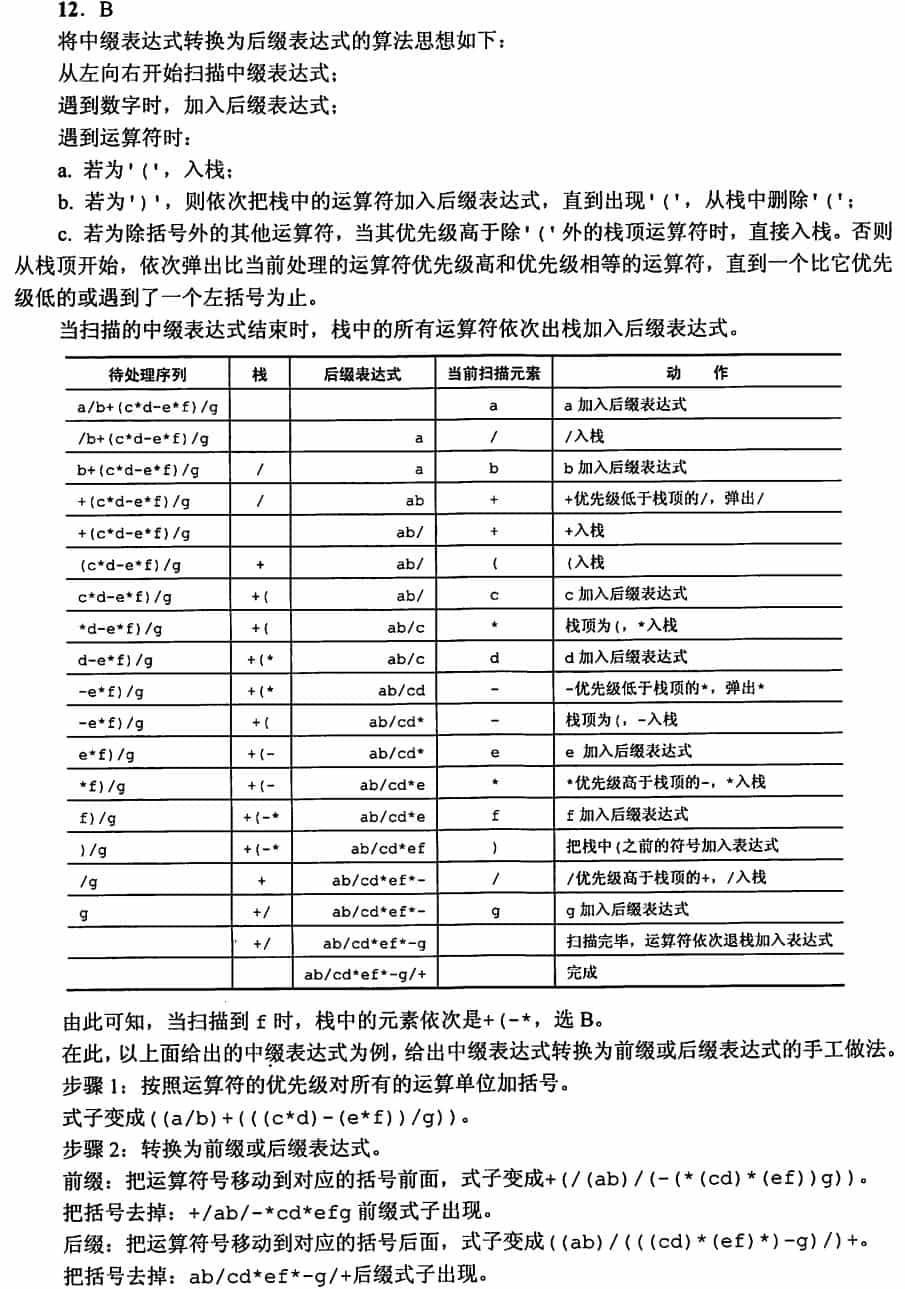 12. B
将中缀表达式转换为后缀表达式的算法思想如下：
从左向右开始扫描中缀表达式；
遇到数字时，加入后缀表达式；
遇到运算符时：
a. 若为'('，入栈；
b. 若为')'，则依次把栈中的运算符加入后缀表达式，直到出现'('，从栈中删除'('；
c. 若为除括号外的其他运算符，当其优先级高于除'('外的栈顶运算符时，直接入栈。否则
从栈顶开始，依次弹出比当前处理的运算符优先级高和优先级相等的运算符，直到一个比它优先
级低的或遇到了一个左括号为止。
当扫描的中缀表达式结束时，栈中的所有运算符依次出栈加入后缀表达式。
待处理序列 栈 后缀表达式 当前扫描元素 动 作
a/b+(c*d-e*f)/g a a 加入后缀表达式
/b+(c*d-e*f)/g a / /入栈
b+(c*d-e*f)/g / a b b 加入后缀表达式
+(c*d-e*f)/g / ab + +优先级低于栈顶的/，弹出/
+(c*d-e*f)/g ab/ + +入栈
(c*d-e*f)/g + ab/ ( (入栈
c*d-e*f)/g +( ab/ c c 加入后缀表达式
*d-e*f)/g +( ab/c * 栈顶为(，*入栈
d-e*f)/g +(* ab/c d d 加入后缀表达式
-e*f)/g +(* ab/cd - -优先级低于栈顶的*，弹出*
-e*f)/g +( ab/cd* - 栈顶为(，-入栈
e*f)/g +(- ab/cd* e e 加入后缀表达式
*f)/g +(- ab/cd*e * *优先级高于栈顶的-，*入栈
f)/g +(-* ab/cd*e f f 加入后缀表达式
)/g +(-* ab/cd*ef ) 把栈中(之前的符号加入表达式
/g + ab/cd*ef*- / /优先级高于栈顶的+，/入栈
g +/ ab/cd*ef*- g g 加入后缀表达式
+/ ab/cd*ef*-g 扫描完毕，运算符依次退栈加入表达式
ab/cd*ef*-g/+ 完成
由此可知，当扫描到 f 时，栈中的元素依次是+(-*，选 B。
在此，以上面给出的中缀表达式为例，给出中缀表达式转换为前缀或后缀表达式的手工做法。
步骤 1：按照运算符的优先级对所有的运算单位加括号。
式子变成((a/b)+(((c*d)-(e*f))/g))。
步骤 2：转换为前缀或后缀表达式。
前缀：把运算符号移动到对应的括号前面，式子变成+(/(ab)/(-(*(cd)*(ef))g))。
把括号去掉：+/ab/-*cd*efg 前缀式子出现。
后缀：把运算符号移动到对应的括号后面，式子变成((ab)/(((cd)*(ef)*)-g)/)+。
把括号去掉：ab/cd*ef*-g/+后缀式子出现。